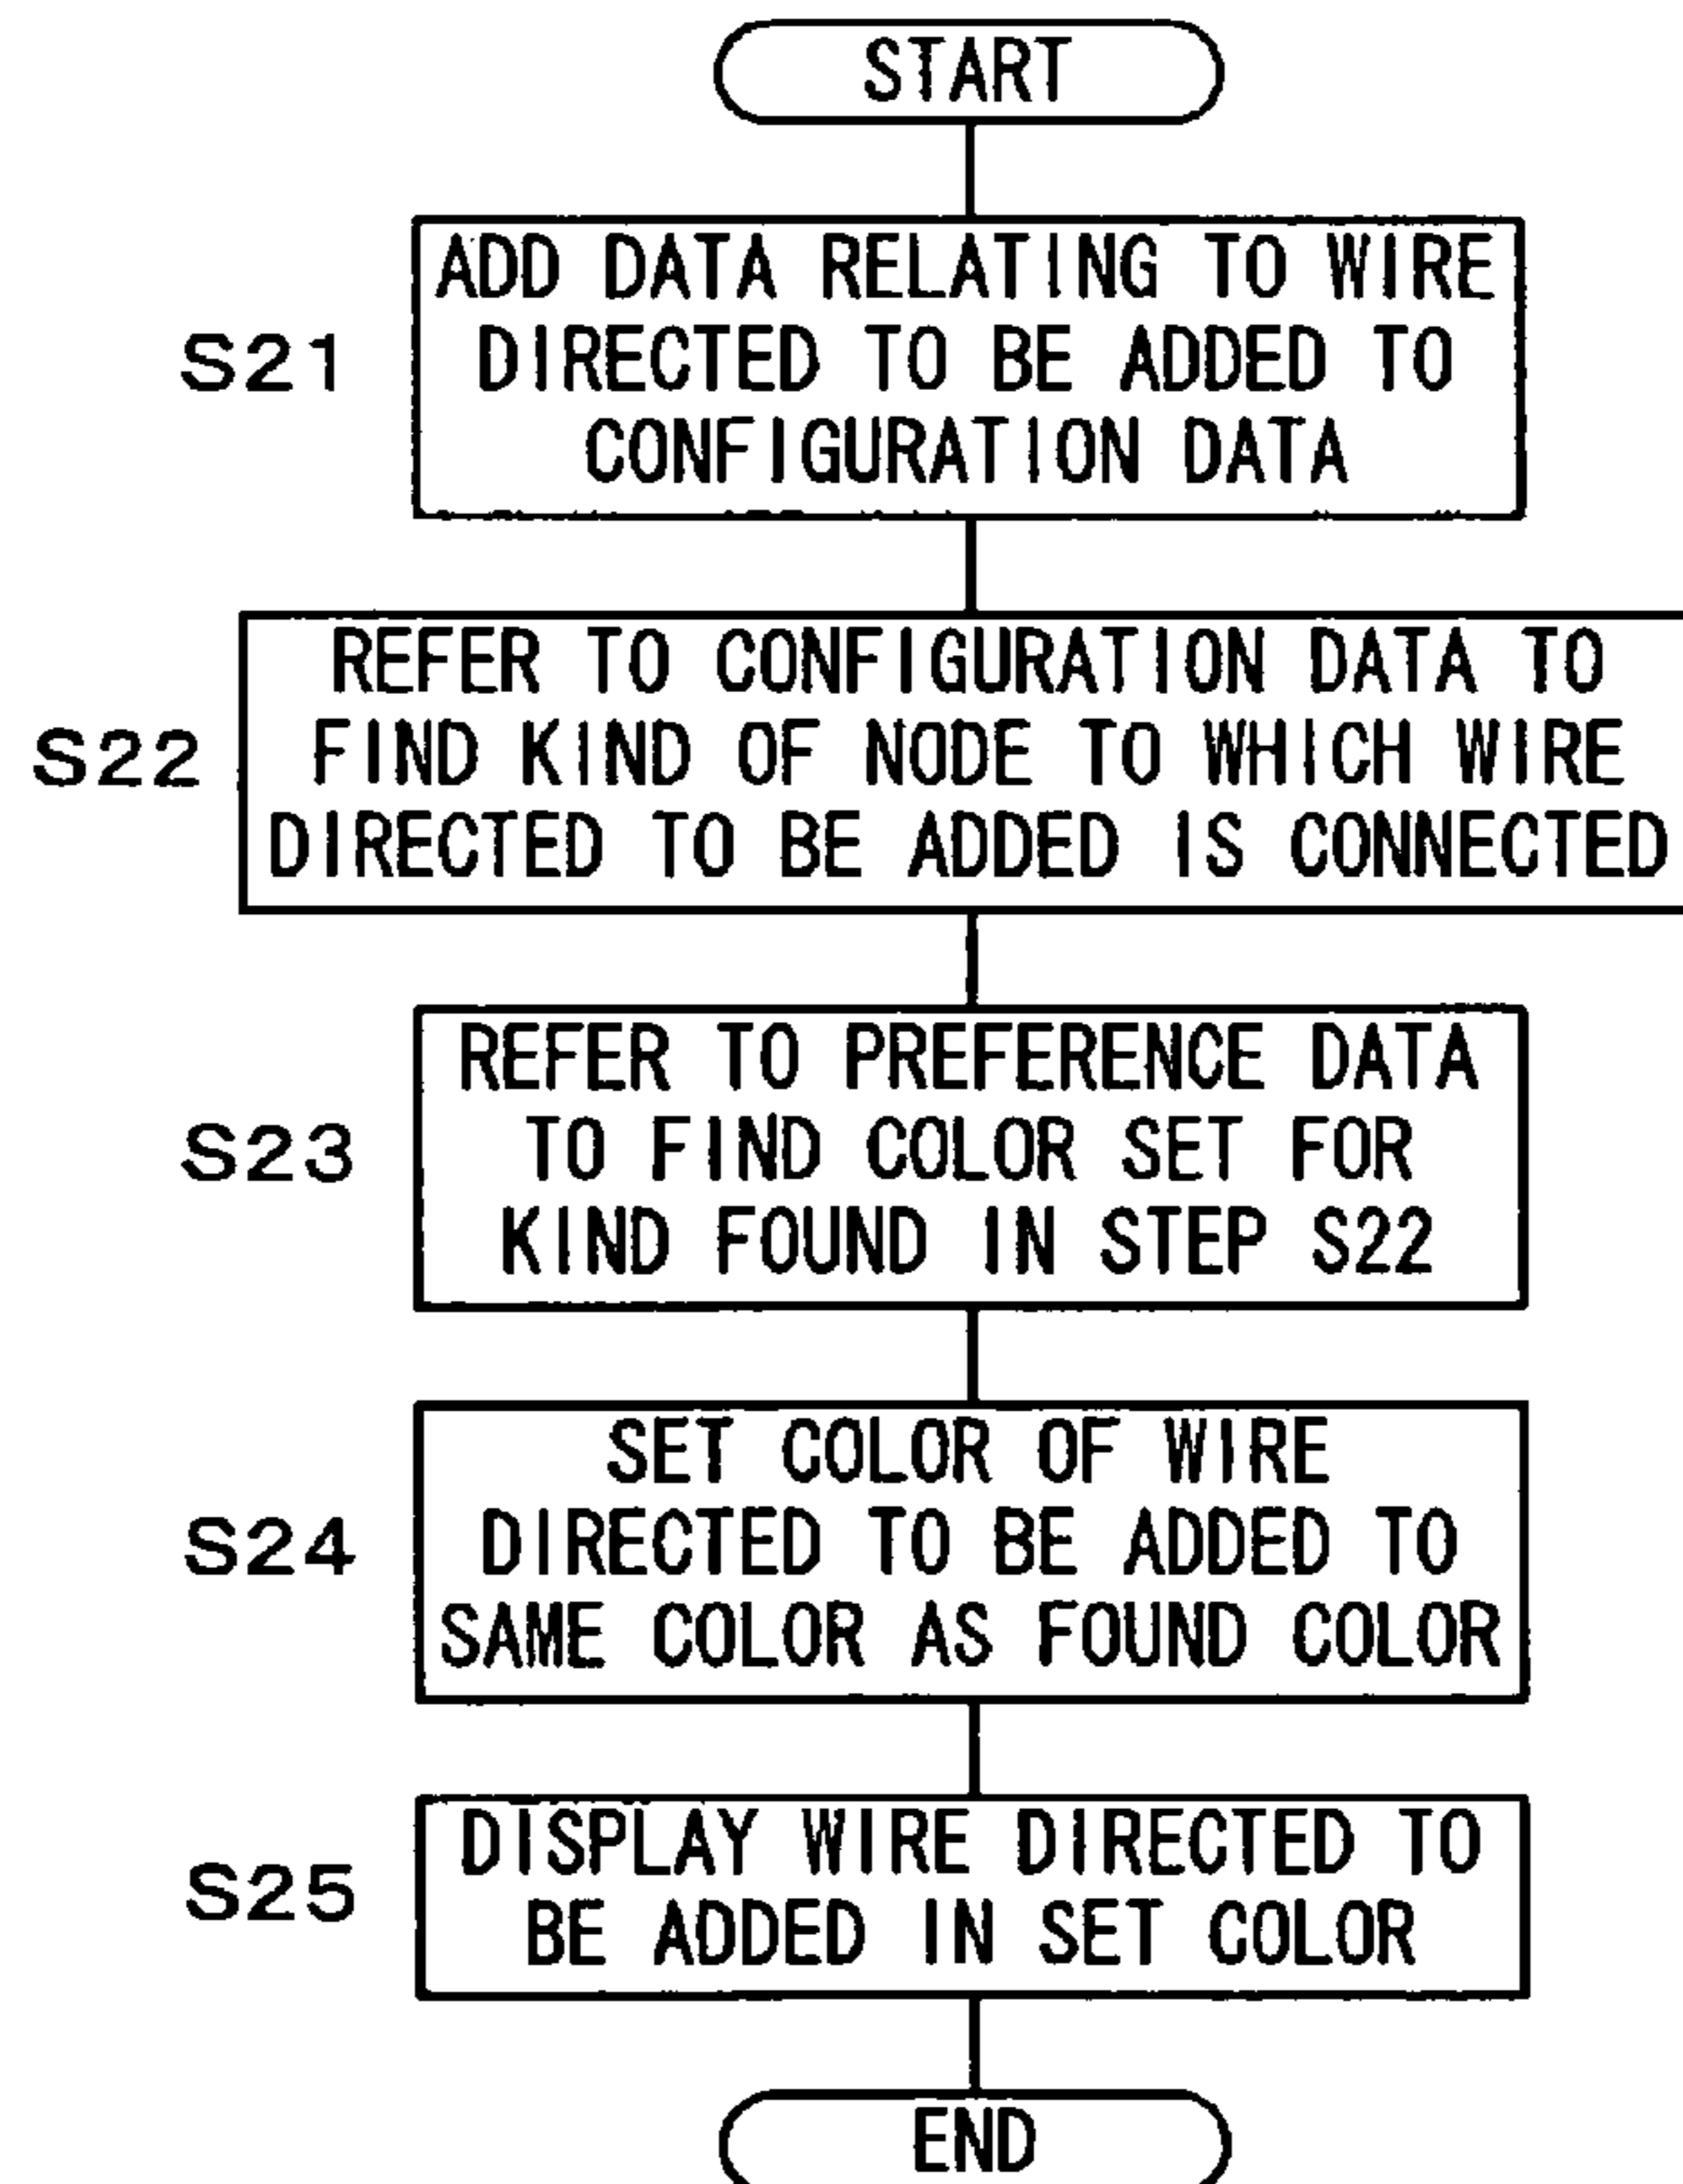 START
S21
ADD DATA RELATING TO WIRE
DIRECTED TO BE ADDED TO
CONFIGURATION DATA
S22
REFER TO CONFIGURATION DATA TO
FIND KIND OF NODE TO WHICH WIRE
DIRECTED TO BE ADDED IS CONNECTED
S23
REFER TO PREFERENCE DATA
TO FIND COLOR SET FOR
KIND FOUND IN STEP S22
S24
SET COLOR OF WIRE
DIRECTED TO BE ADDED TO
SAME COLOR AS FOUND COLOR
S25
DISPLAY WIRE DIRECTED TO
BE ADDED IN SET COLOR
END